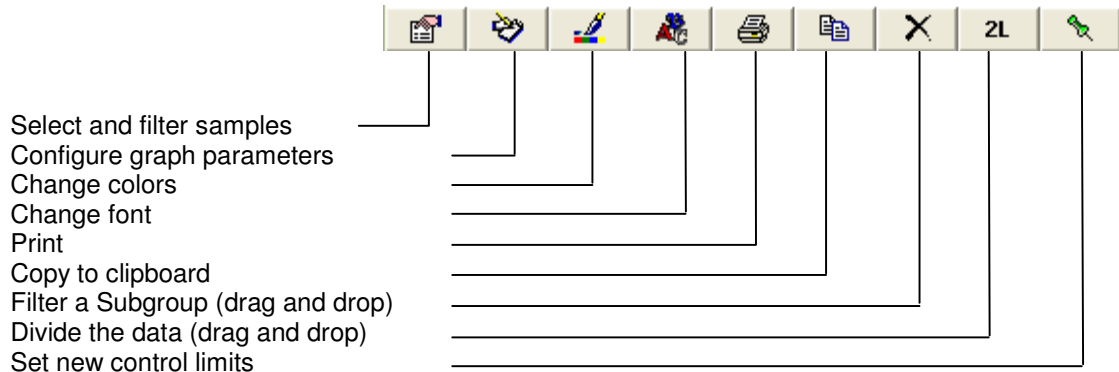 2L
Select and filter samples
Configure graph parameters
Change colors
Change font
Print
Copy to clipboard
Filter a Subgroup (drag and drop)
Divide the data (drag and drop)
Set new control limits